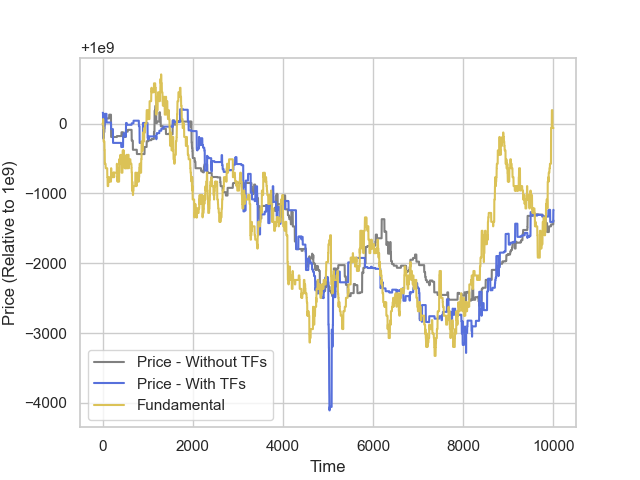 +1e9
Price (Relative to 1e9)
0
−1000
−2000
−3000
−4000
Price - Without TFs
Price - With TFs
Fundamental
0 2000 4000 6000 8000 10000
Time